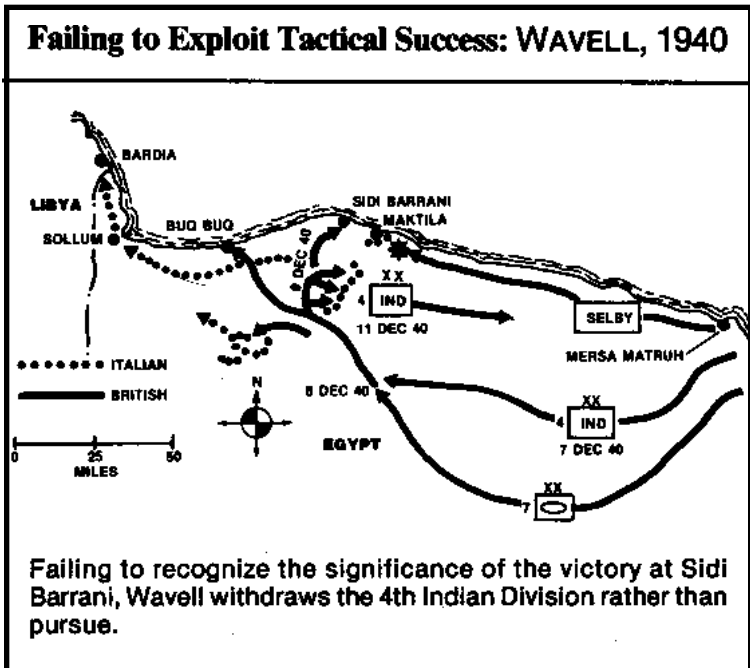 Failing to Exploit Tactical Success: WAVELL, 1940
BARDIA
LIBYA
SOLLUM
BUQ BUQ
SIDI BARRANI
MAKTILA
DEC 40
XX
4 IND
11 DEC 40
SELBY
MERSA MATRUH
ITALIAN
BRITISH
N
8 DEC 40
XX
4 IND
7 DEC 40
EGYPT
0 25 50
MILES
XX
7
Failing to recognize the significance of the victory at Sidi
Barrani, Wavell withdraws the 4th Indian Division rather than
pursue.